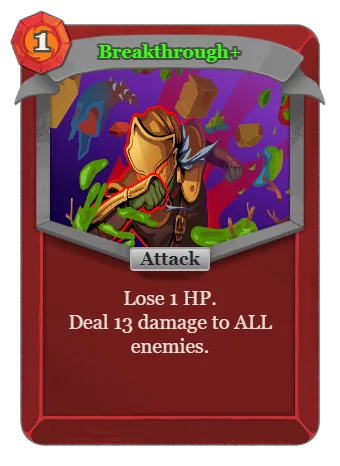 1
Breakthrough+
Attack
Lose 1 HP.
Deal 13 damage to ALL
enemies.